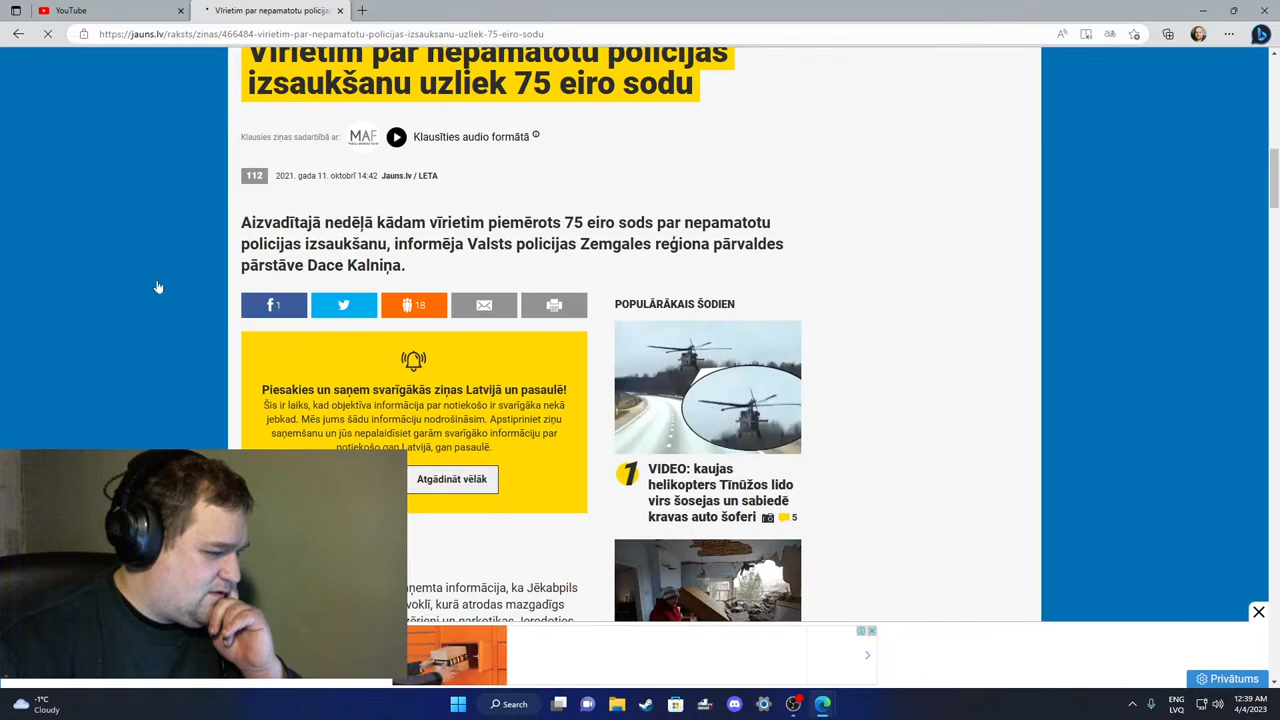 YouTube
Vīrietim par nepamatotu policija
https://jauns.lv/raksts/zinas/466484-virietim-par-nepamatotu-policijas-izsauksanu-uzliek-75-eiro-sodu
Vīrietim par nepamatotu policijas
izsaukšanu uzliek 75 eiro sodu
Klausies ziņas sadarbībā ar:
MAF
Klausīties audio formātā
112
2021. gada 11. oktobrī 14:42 Jauns.lv / LETA
Aizvadītajā nedēļā kādam vīrietim piemērots 75 eiro sods par nepamatotu
policijas izsaukšanu, informēja Valsts policijas Zemgales reģiona pārvaldes
pārstāve Dace Kalniņa.
1
18
POPULĀRĀKAIS ŠODIEN
Piesakies un saņem svarīgākās ziņas Latvijā un pasaulē!
Šis ir laiks, kad objektīva informācija par notiekošo ir svarīgāka nekā
jebkad. Mēs jums šādu informāciju nodrošināsim. Apstipriniet ziņu
saņemšanu un jūs nepalaidīsiet garām svarīgāko informāciju par
notiekošo gan Latvijā, gan pasaulē.
Atgādināt vēlāk
1
VIDEO: kaujas
helikopters Tīnūžos lido
virs šosejas un sabiedē
kravas auto šoferi 5
informācija, ka Jēkabpils
kurā atrodas mazgadīgs
un narkotikas. Ierodoties
Privātums
-1°C
Cloudy
Search
ENG
LVQ
12:39 AM
4/4/2023